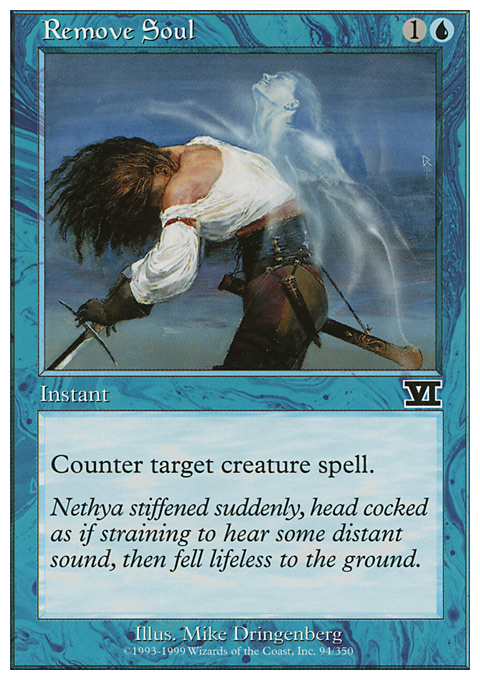 Remove Soul 1
Instant VI
Counter target creature spell.
Nethya stiffened suddenly, head cocked
as if straining to hear some distant
sound, then fell lifeless to the ground.
Illus. Mike Dringenberg
©1993-1999 Wizards of the Coast, Inc. 94/350